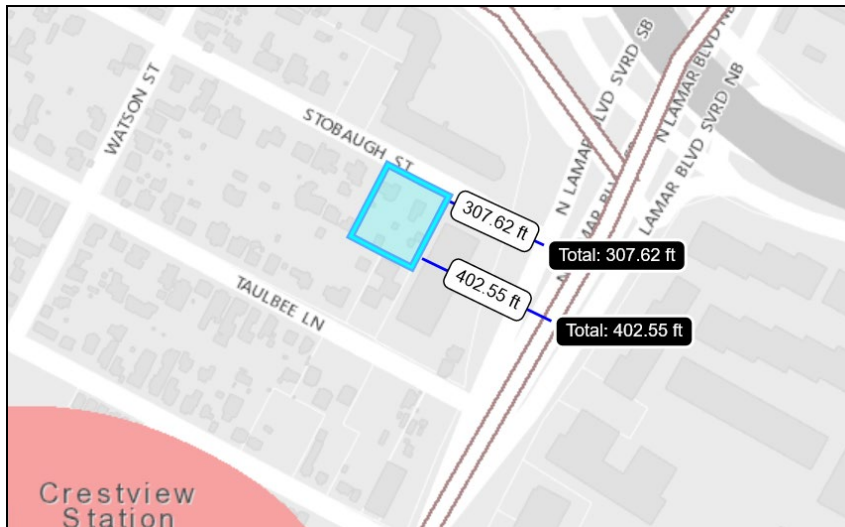 WATSON ST
STOBAUGH ST
N LAMAR BLVD SVRD SB
N LAMAR BLVD NB
LAMAR BLVD SVRD NB
307.62 ft
Total: 307.62 ft
402.55 ft
Total: 402.55 ft
TAULBEE LN
Crestview
Station